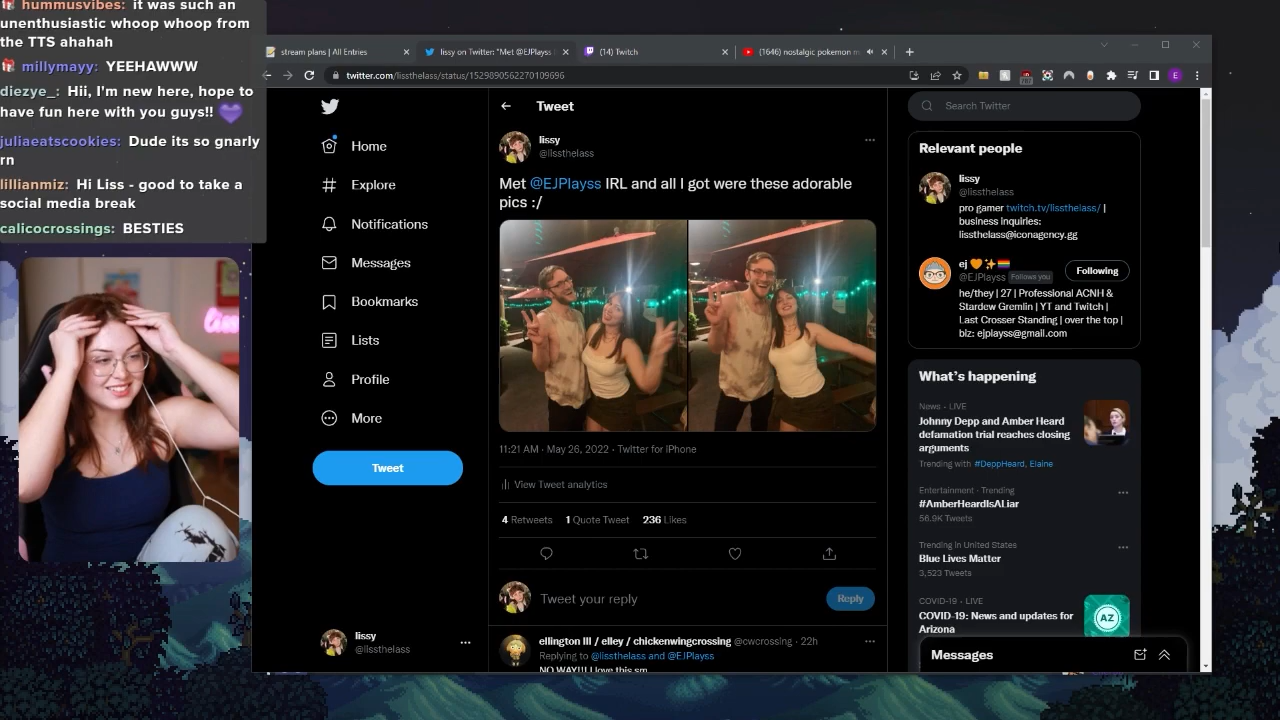 hummusvibes: it was such an
unenthusiastic whoop whoop from
the TTS ahahah
millymayy: YEEHAWWW
diezye_: Hii, I'm new here, hope to
have fun here with you guys!!
juliaeatscookies: Dude its so gnarly
rn
lillianmiz: Hi Liss - good to take a
social media break
calicocrossings: BESTIES
stream plans | All Entries
lissy on Twitter: "Met @EJPlayss
(14) Twitch
(1646) nostalgic pokemon m
twitter.com/lissthelass/status/1529890562270109696
Home
Explore
Notifications
Messages
Bookmarks
Lists
Profile
More
Tweet
lissy
@lissthelass
Tweet
lissy
@lissthelass
Met @EJPlayss IRL and all I got were these adorable
pics :/
11:21 AM · May 26, 2022 · Twitter for iPhone
View Tweet analytics
4 Retweets 1 Quote Tweet 236 Likes
Tweet your reply
Reply
ellington III / elley / chickenwingcrossing @cwcrossing · 22h
Replying to @lissthelass and @EJPlayss
NO WAY!!! I love this sm
Search Twitter
Relevant people
lissy
@lissthelass
pro gamer twitch.tv/lissthelass/ |
business inquiries:
lissthelass@iconagency.gg
ej
@EJPlayss Follows you
Following
he/they | 27 | Professional ACNH &
Stardew Gremlin | YT and Twitch |
Last Crosser Standing | over the top |
biz: ejplayss@gmail.com
What's happening
News · LIVE
Johnny Depp and Amber Heard
defamation trial reaches closing
arguments
Trending with #DeppHeard, Elaine
Entertainment · Trending
#AmberHeardIsALiar
56.9K Tweets
Trending in United States
Blue Lives Matter
3,523 Tweets
COVID-19 · LIVE
COVID-19: News and updates for
Arizona
AZ
Messages